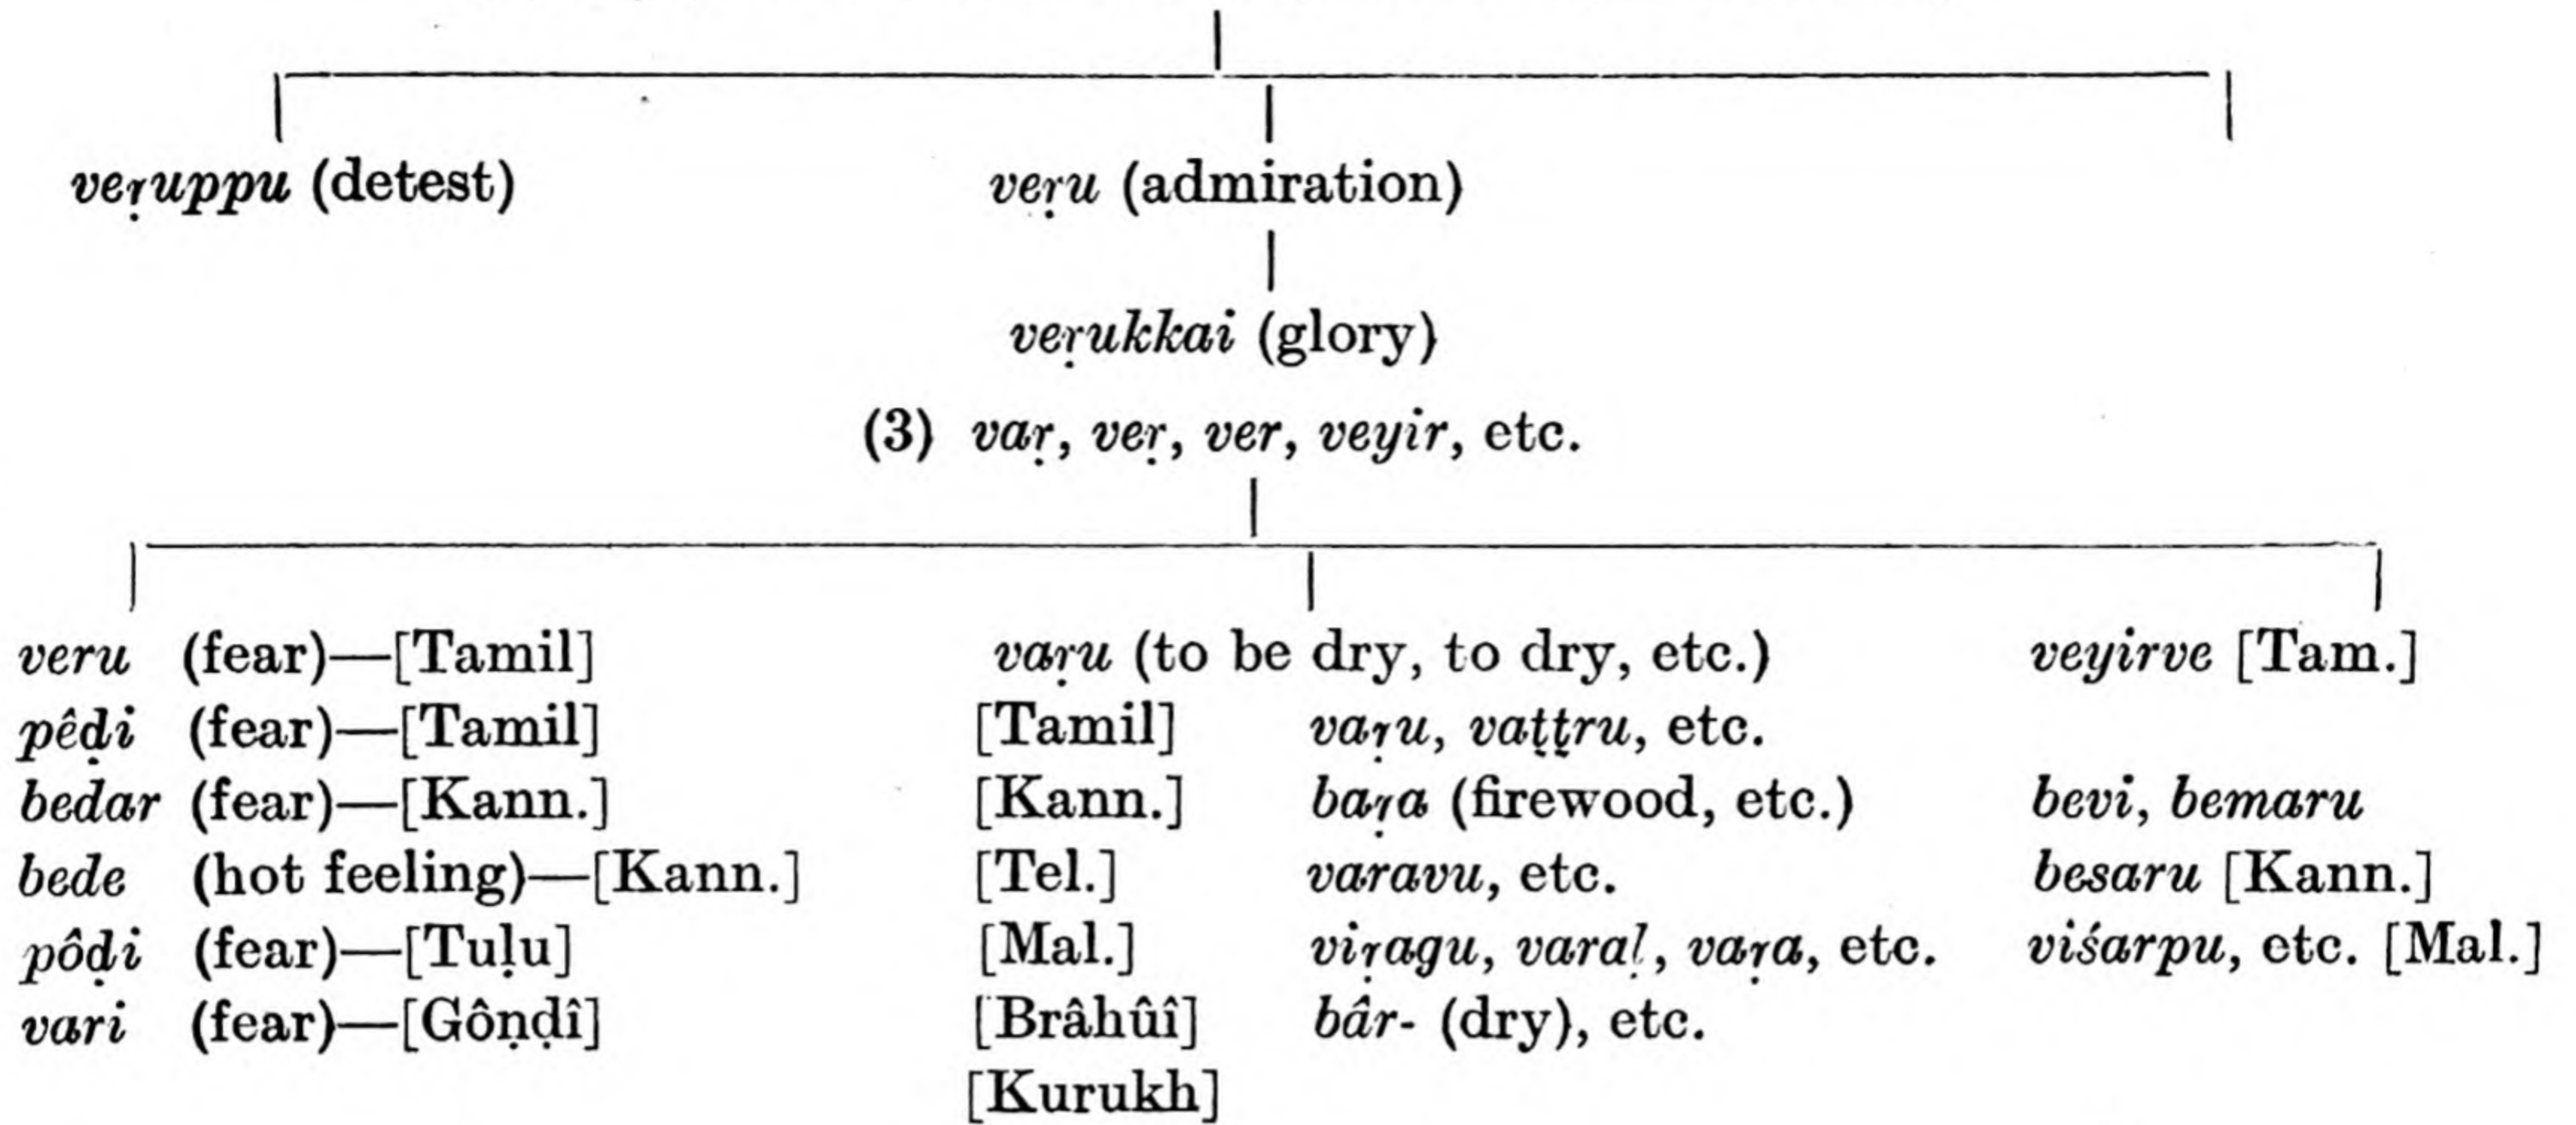 veṛuppu (detest) veṛu (admiration)
veṛukkai (glory)
(3) vaṛ, veṛ, ver, veyir, etc.
veru (fear)—[Tamil] vaṛu (to be dry, to dry, etc.) veyirve [Tam.]
pêḍi (fear)—[Tamil] [Tamil] vaṛu, vaṭṭru, etc.
bedar (fear)—[Kann.] [Kann.] baṛa (firewood, etc.) bevi, bemaru
bede (hot feeling)—[Kann.] [Tel.] varavu, etc. besaru [Kann.]
pôḍi (fear)—[Tuḷu] [Mal.] viṛagu, varaḷ, vaṛa, etc. viśarpu, etc. [Mal.]
vari (fear)—[Gôṇḍî] [Brâhûî] bâr- (dry), etc.
[Kurukh]